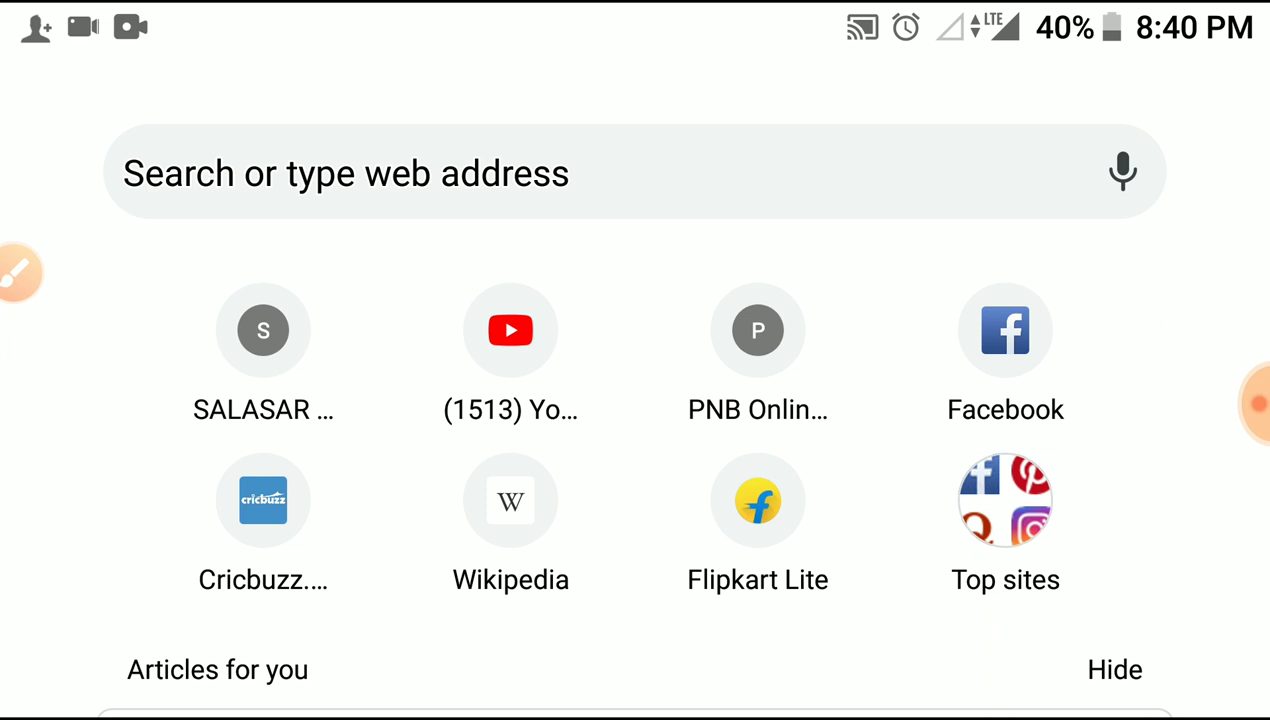 LTE 40% 8:40 PM
Search or type web address
S P
SALASAR ... (1513) Yo... PNB Onlin... Facebook
cricbuzz W
Cricbuzz.... Wikipedia Flipkart Lite Top sites
Articles for you Hide